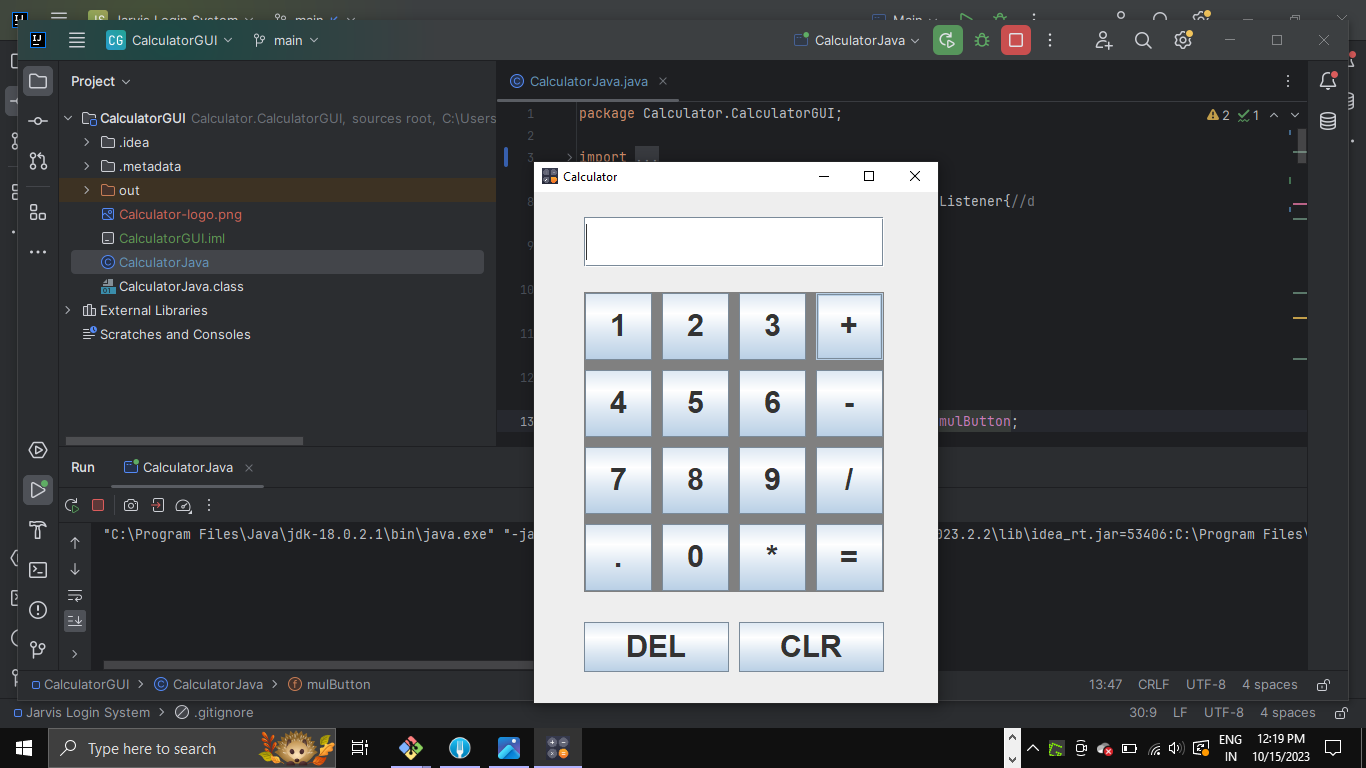 Jarvis Login System main Main
CG CalculatorGUI main CalculatorJava
Project
CalculatorJava.java
CalculatorGUI Calculator.CalculatorGUI, sources root, C:\Users
.idea
.metadata
out
Calculator-logo.png
CalculatorGUI.iml
CalculatorJava
CalculatorJava.class
External Libraries
Scratches and Consoles
1 package Calculator.CalculatorGUI;
2 1
2
3 import ...
8 Listener{//d
9
10
11
12
13 mulButton;
Calculator
1 2 3 +
4 5 6 -
7 8 9 /
. 0 * =
DEL CLR
Run CalculatorJava
"C:\Program Files\Java\jdk-18.0.2.1\bin\java.exe" "-ja 023.2.2\lib\idea_rt.jar=53406:C:\Program Files\
CalculatorGUI > CalculatorJava > mulButton 13:47 CRLF UTF-8 4 spaces
Jarvis Login System > .gitignore 30:9 LF UTF-8 4 spaces
Type here to search
ENG
IN
12:19 PM
10/15/2023